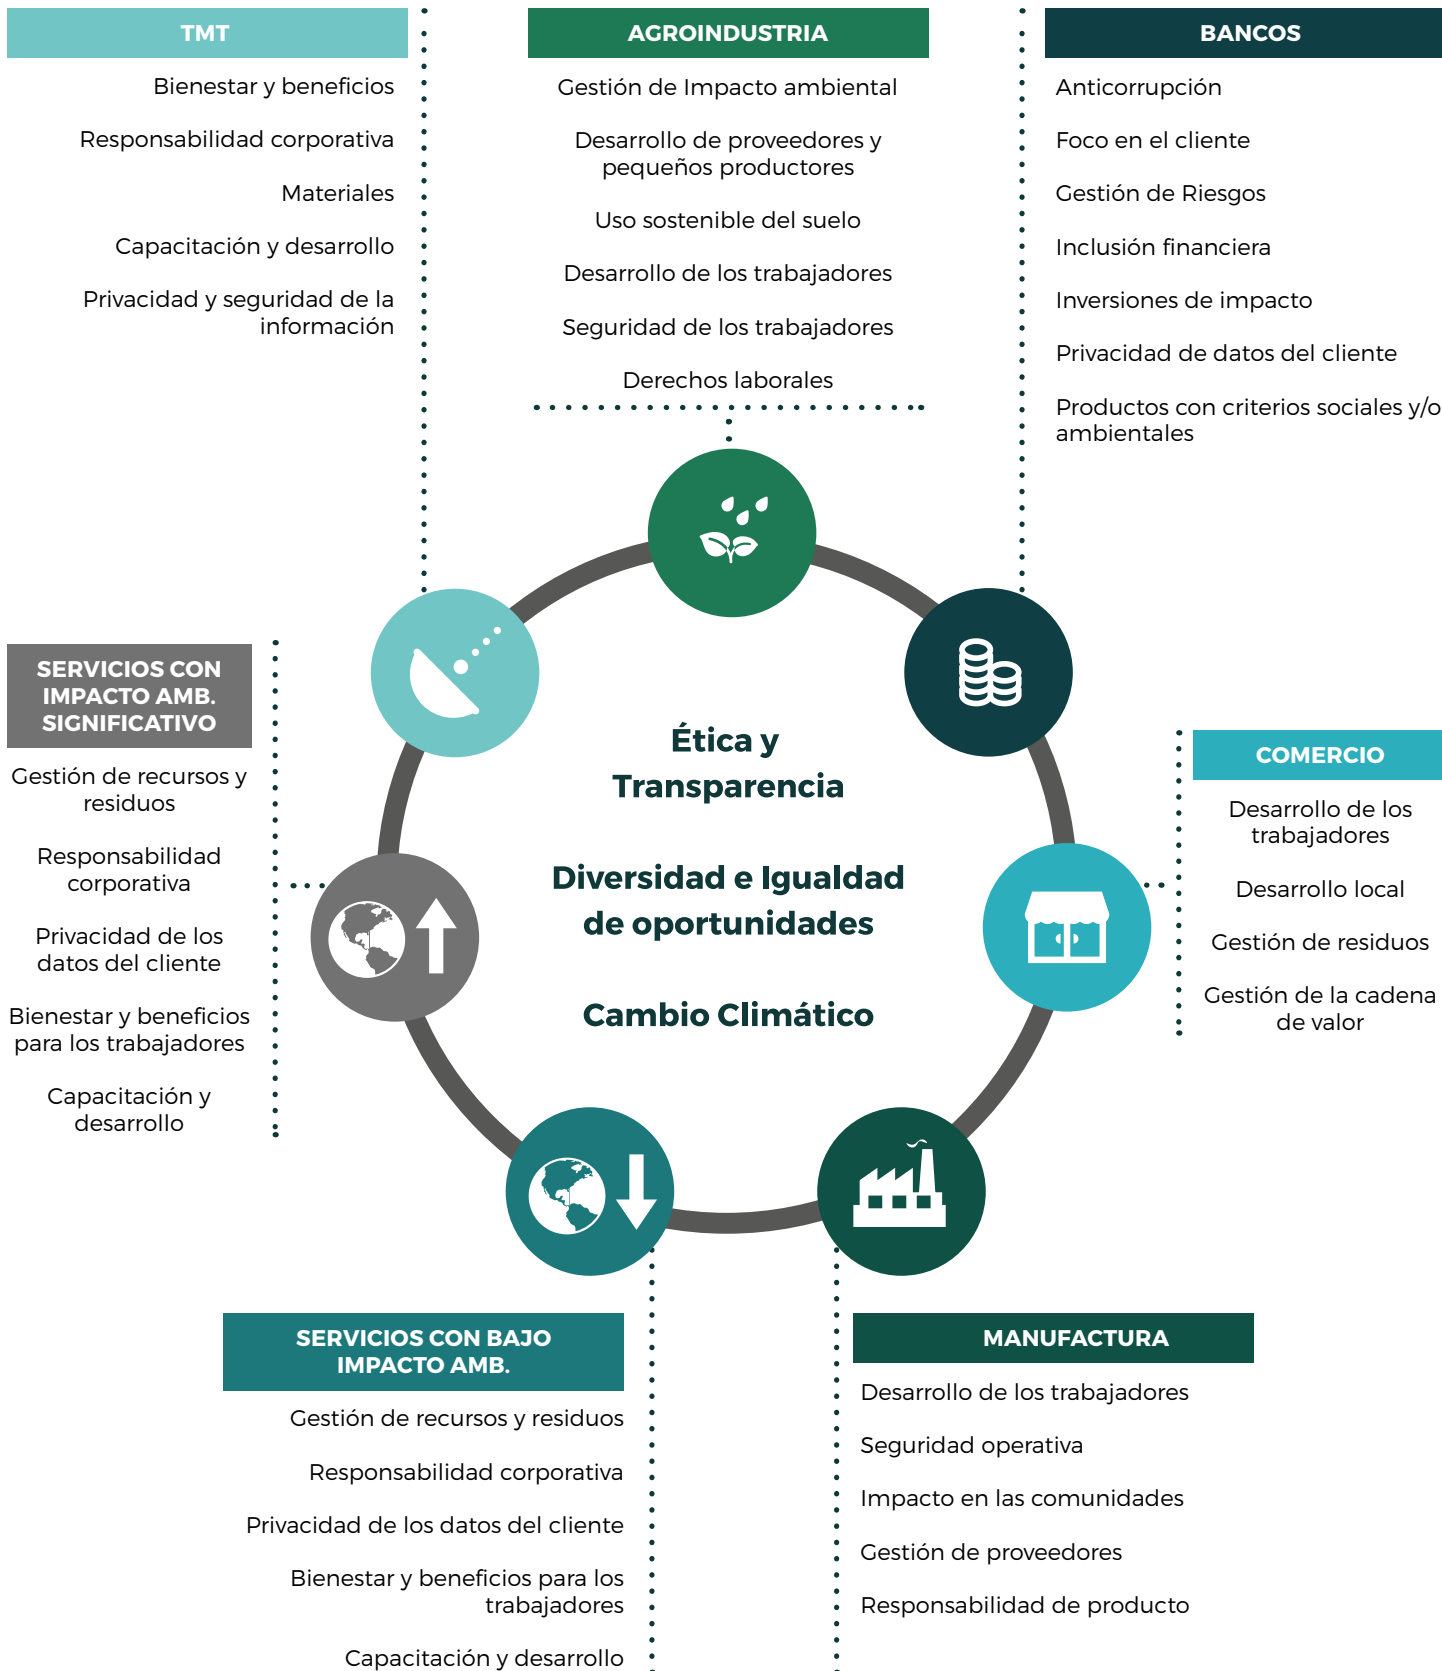 TMT
Bienestar y beneficios
Responsabilidad corporativa
Materiales
Capacitación y desarrollo
Privacidad y seguridad de la
información
AGROINDUSTRIA
Gestión de Impacto ambiental
Desarrollo de proveedores y
pequeños productores
Uso sostenible del suelo
Desarrollo de los trabajadores
Seguridad de los trabajadores
Derechos laborales
BANCOS
Anticorrupción
Foco en el cliente
Gestión de Riesgos
Inclusión financiera
Inversiones de impacto
Privacidad de datos del cliente
Productos con criterios sociales y/o
ambientales
SERVICIOS CON
IMPACTO AMB.
SIGNIFICATIVO
Gestión de recursos y
residuos
Responsabilidad
corporativa
Privacidad de los
datos del cliente
Bienestar y beneficios
para los trabajadores
Capacitación y
desarrollo
Ética y
Transparencia
Diversidad e Igualdad
de oportunidades
Cambio Climático
COMERCIO
Desarrollo de los
trabajadores
Desarrollo local
Gestión de residuos
Gestión de la cadena
de valor
SERVICIOS CON BAJO
IMPACTO AMB.
Gestión de recursos y residuos
Responsabilidad corporativa
Privacidad de los datos del cliente
Bienestar y beneficios para los
trabajadores
Capacitación y desarrollo
MANUFACTURA
Desarrollo de los trabajadores
Seguridad operativa
Impacto en las comunidades
Gestión de proveedores
Responsabilidad de producto